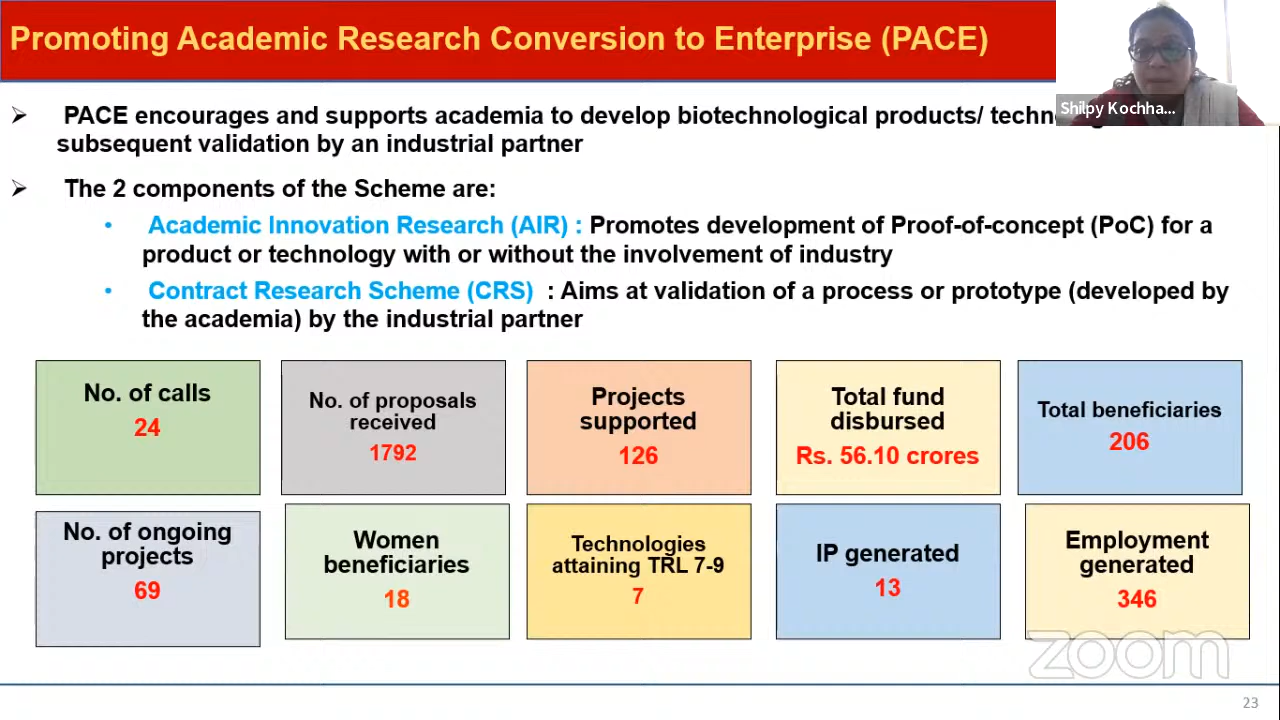 Promoting Academic Research Conversion to Enterprise (PACE)
Shilpy Kochha...
➢ PACE encourages and supports academia to develop biotechnological products/
subsequent validation by an industrial partner
➢ The 2 components of the Scheme are:
• Academic Innovation Research (AIR) : Promotes development of Proof-of-concept (PoC) for a
product or technology with or without the involvement of industry
• Contract Research Scheme (CRS) : Aims at validation of a process or prototype (developed by
the academia) by the industrial partner
No. of calls
24
No. of proposals
received
1792
Projects
supported
126
Total fund
disbursed
Rs. 56.10 crores
Total beneficiaries
206
No. of ongoing
projects
69
Women
beneficiaries
18
Technologies
attaining TRL 7-9
7
IP generated
13
Employment
generated
346
zoom
23